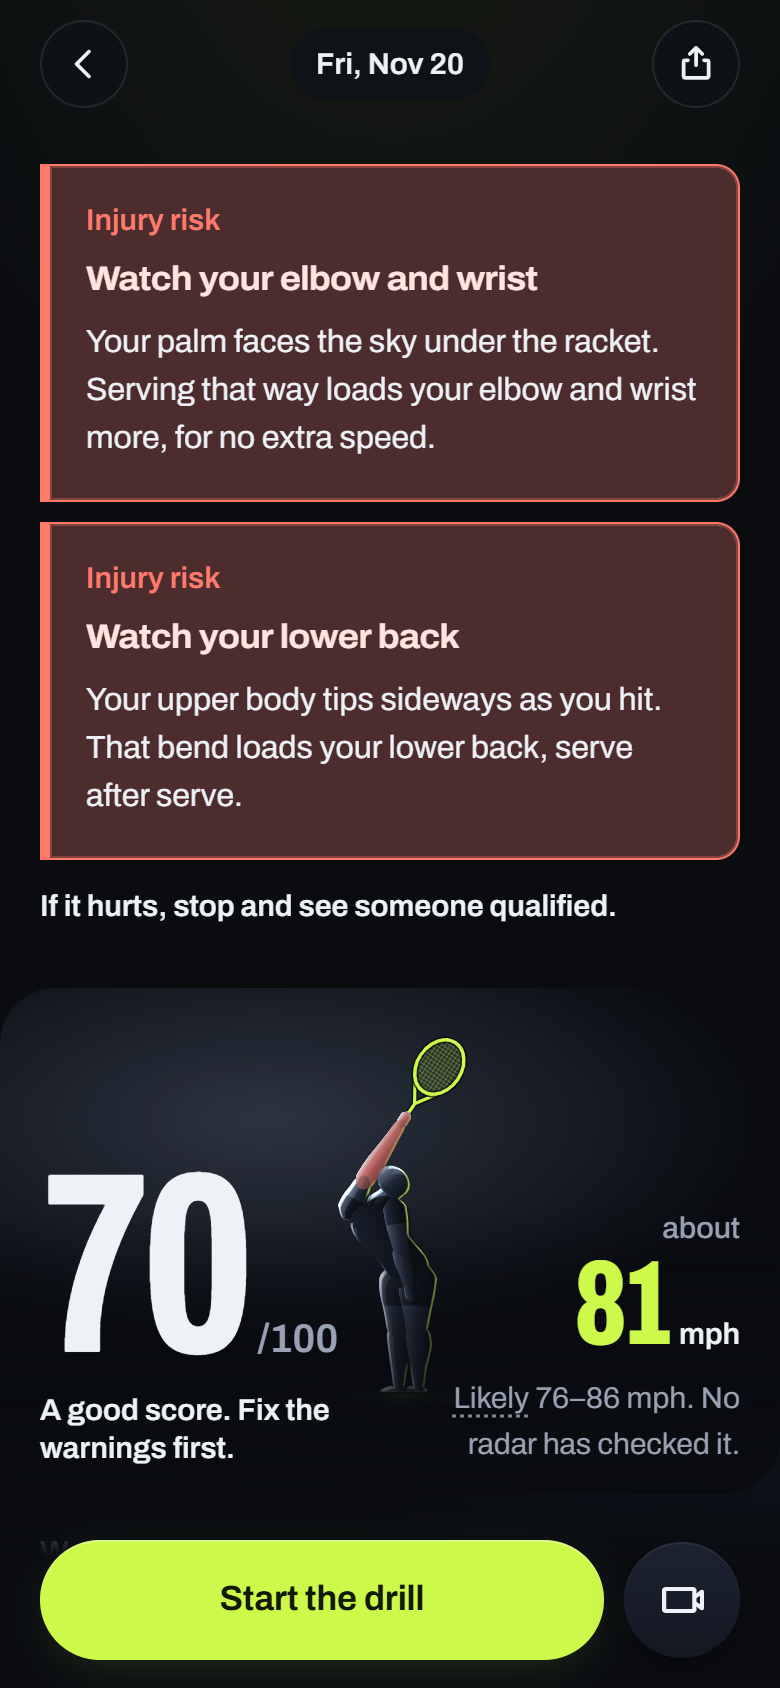 Fri, Nov 20
Injury risk
Watch your elbow and wrist
Your palm faces the sky under the racket.
Serving that way loads your elbow and wrist
more, for no extra speed.
Injury risk
Watch your lower back
Your upper body tips sideways as you hit.
That bend loads your lower back, serve
after serve.
If it hurts, stop and see someone qualified.
70/100
A good score. Fix the
warnings first.
about
81 mph
Likely 76–86 mph. No
radar has checked it.
Start the drill